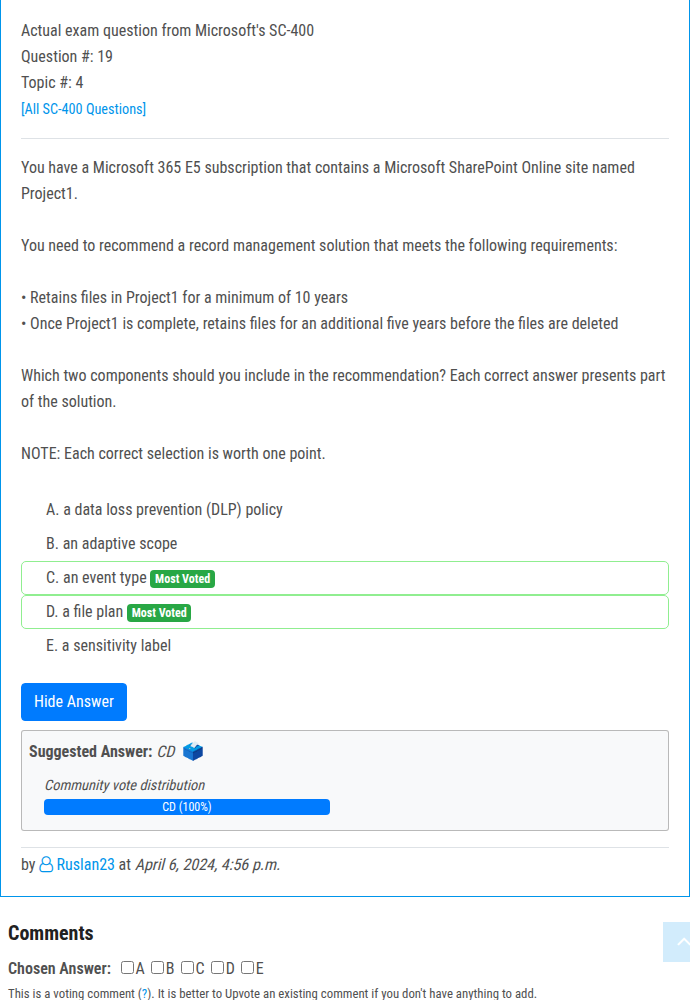 Actual exam question from Microsoft's SC-400
Question #: 19
Topic #: 4
[All SC-400 Questions]
You have a Microsoft 365 E5 subscription that contains a Microsoft SharePoint Online site named
Project1.
You need to recommend a record management solution that meets the following requirements:
• Retains files in Project1 for a minimum of 10 years
• Once Project1 is complete, retains files for an additional five years before the files are deleted
Which two components should you include in the recommendation? Each correct answer presents part
of the solution.
NOTE: Each correct selection is worth one point.
A. a data loss prevention (DLP) policy
B. an adaptive scope
C. an event type Most Voted
D. a file plan Most Voted
E. a sensitivity label
Hide Answer
Suggested Answer: CD
Community vote distribution
CD (100%)
by Ruslan23 at April 6, 2024, 4:56 p.m.
Comments
Chosen Answer: A B C D E
This is a voting comment (?). It is better to Upvote an existing comment if you don't have anything to add.